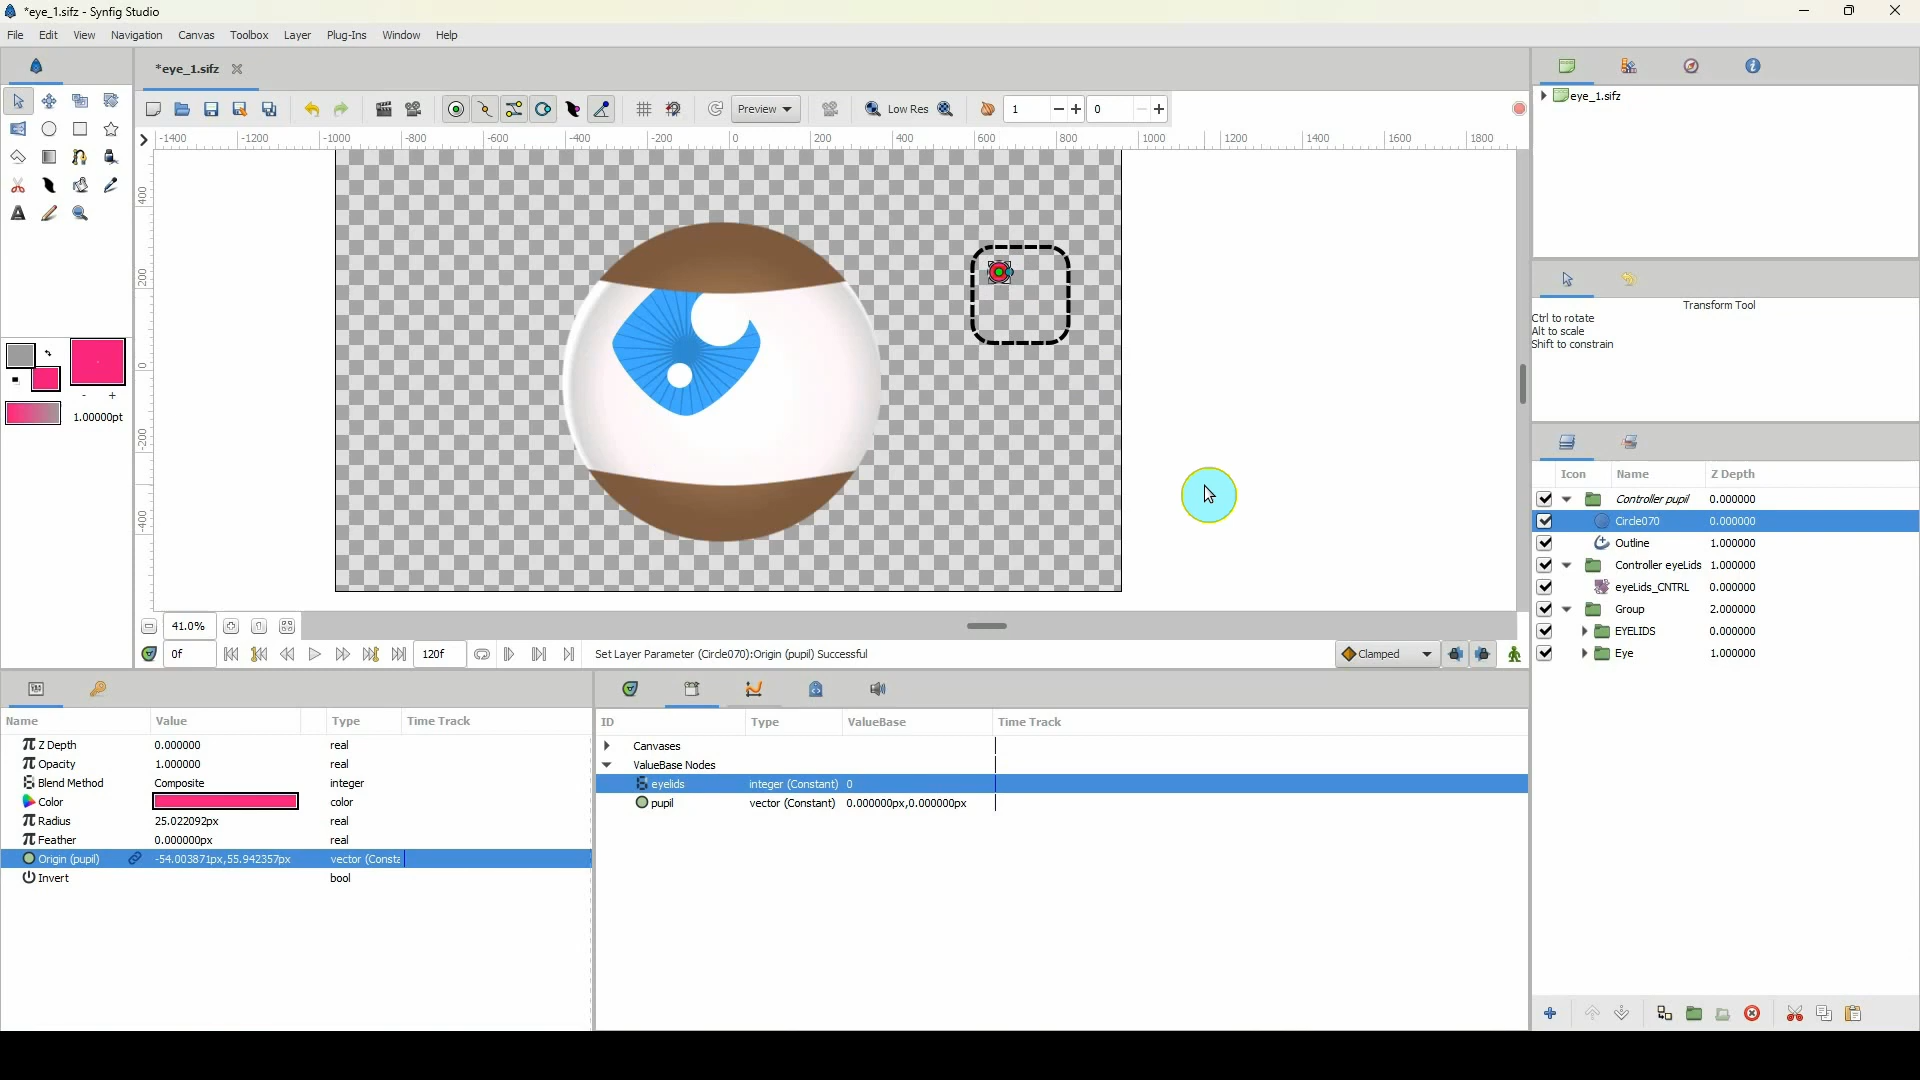 *eye_1.sifz - Synfig Studio
File Edit View Navigation Canvas Toolbox Layer Plug-Ins Window Help
*eye_1.sifz
Preview Low Res 1 0
-1400 -1200 -1000 -800 -600 -400 -200 0 200 400 600 800 1000 1200 1400 1600 1800
400
200
0
-200
-400
1.00000pt
eye_1.sifz
Transform Tool
Ctrl to rotate
Alt to scale
Shift to constrain
Icon Name Z Depth
Controller pupil 0.000000
Circle070 0.000000
Outline 1.000000
Controller eyeLids 1.000000
eyeLids_CNTRL 0.000000
Group 2.000000
EYELIDS 0.000000
Eye 1.000000
41.0%
0f 120f Set Layer Parameter (Circle070):Origin (pupil) Successful Clamped
Name Value Type Time Track
Z Depth 0.000000 real
Opacity 1.000000 real
Blend Method Composite integer
Color color
Radius 25.022092px real
Feather 0.000000px real
Origin (pupil) -54.003871px,55.942357px vector (Consta
Invert bool
ID Type ValueBase Time Track
Canvases
ValueBase Nodes
eyelids integer (Constant) 0
pupil vector (Constant) 0.000000px,0.000000px